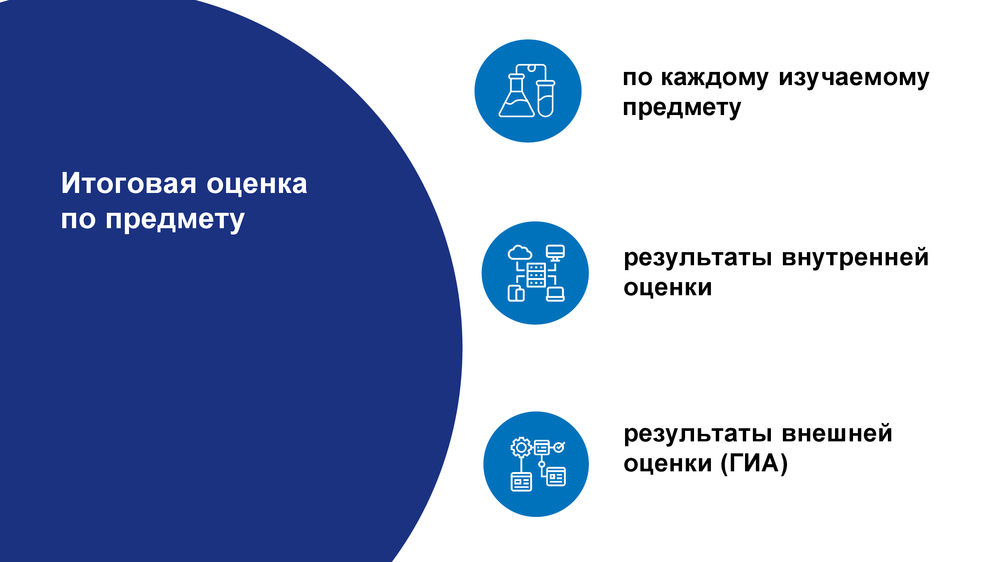 Итоговая оценка
по предмету
по каждому изучаемому
предмету
результаты внутренней
оценки
результаты внешней
оценки (ГИА)